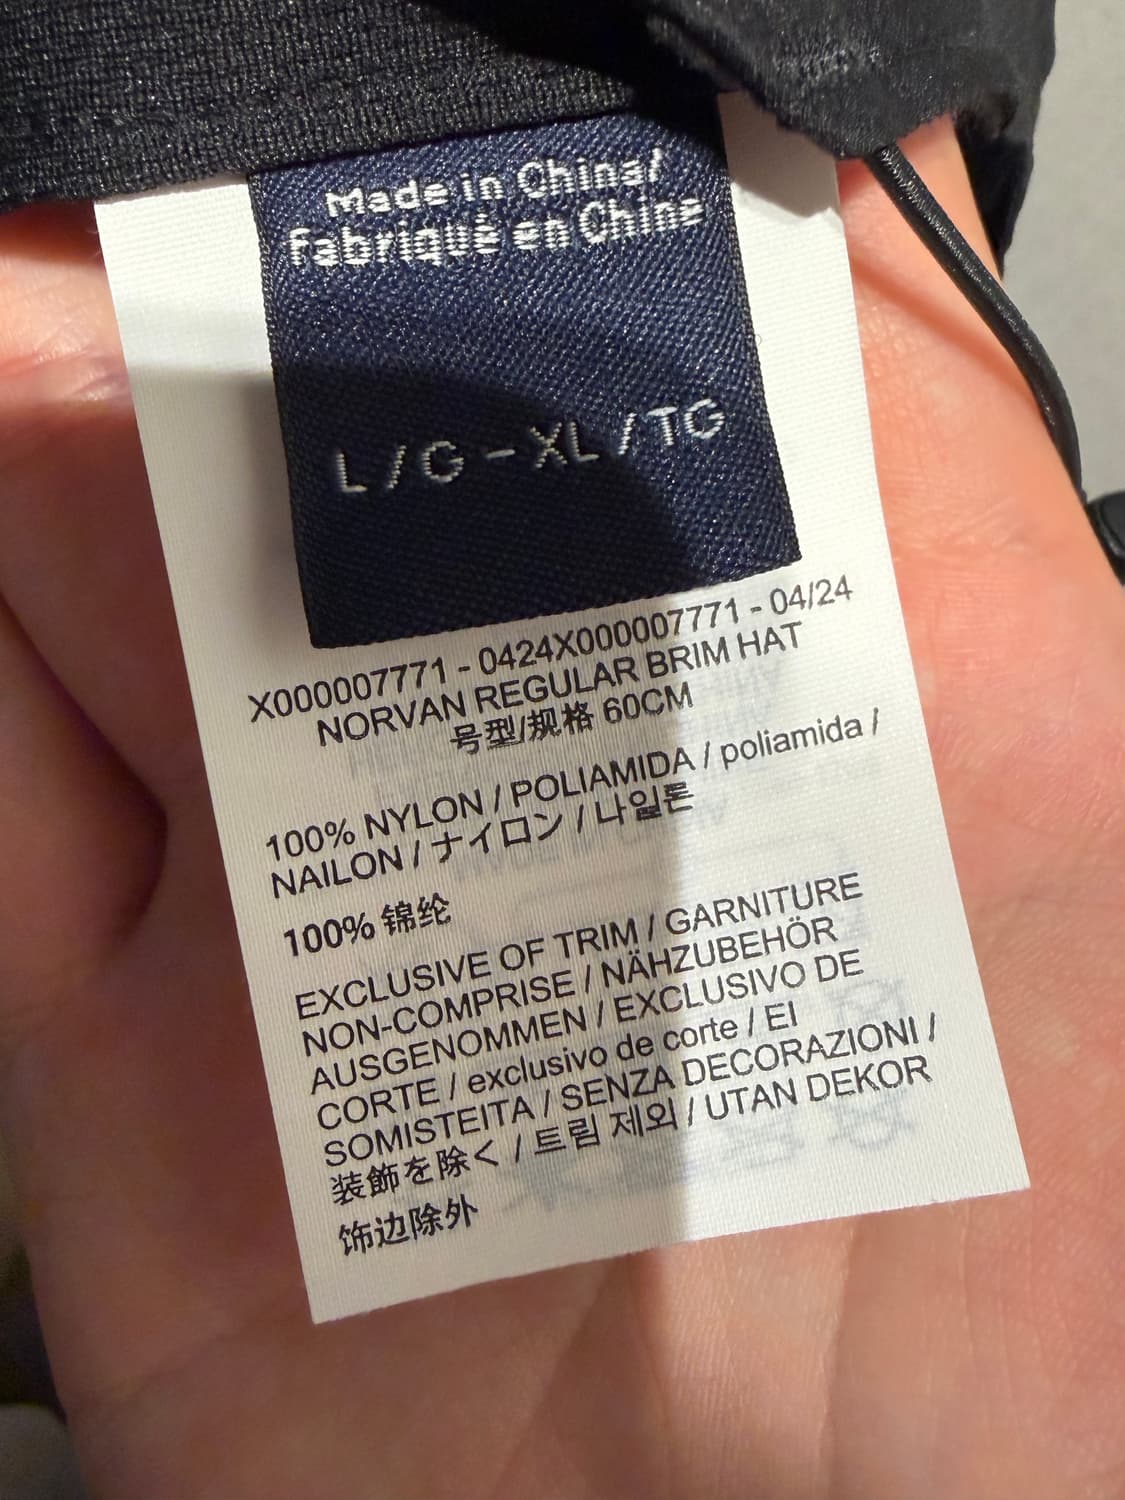 Made in China/
Fabriqué en Chine
L / G - XL / TG
X000007771 - 0424X000007771 - 04/24
NORVAN REGULAR BRIM HAT
号型/规格 60CM
100% NYLON / POLIAMIDA / poliamida /
NAILON / ナイロン / 나일론
100% 锦纶
EXCLUSIVE OF TRIM / GARNITURE
NON-COMPRISE / NÄHZUBEHÖR
AUSGENOMMEN / EXCLUSIVO DE
CORTE / exclusivo de corte / EI
SOMISTEITA / SENZA DECORAZIONI /
装飾を除く / 트림 제외 / UTAN DEKOR
饰边除外